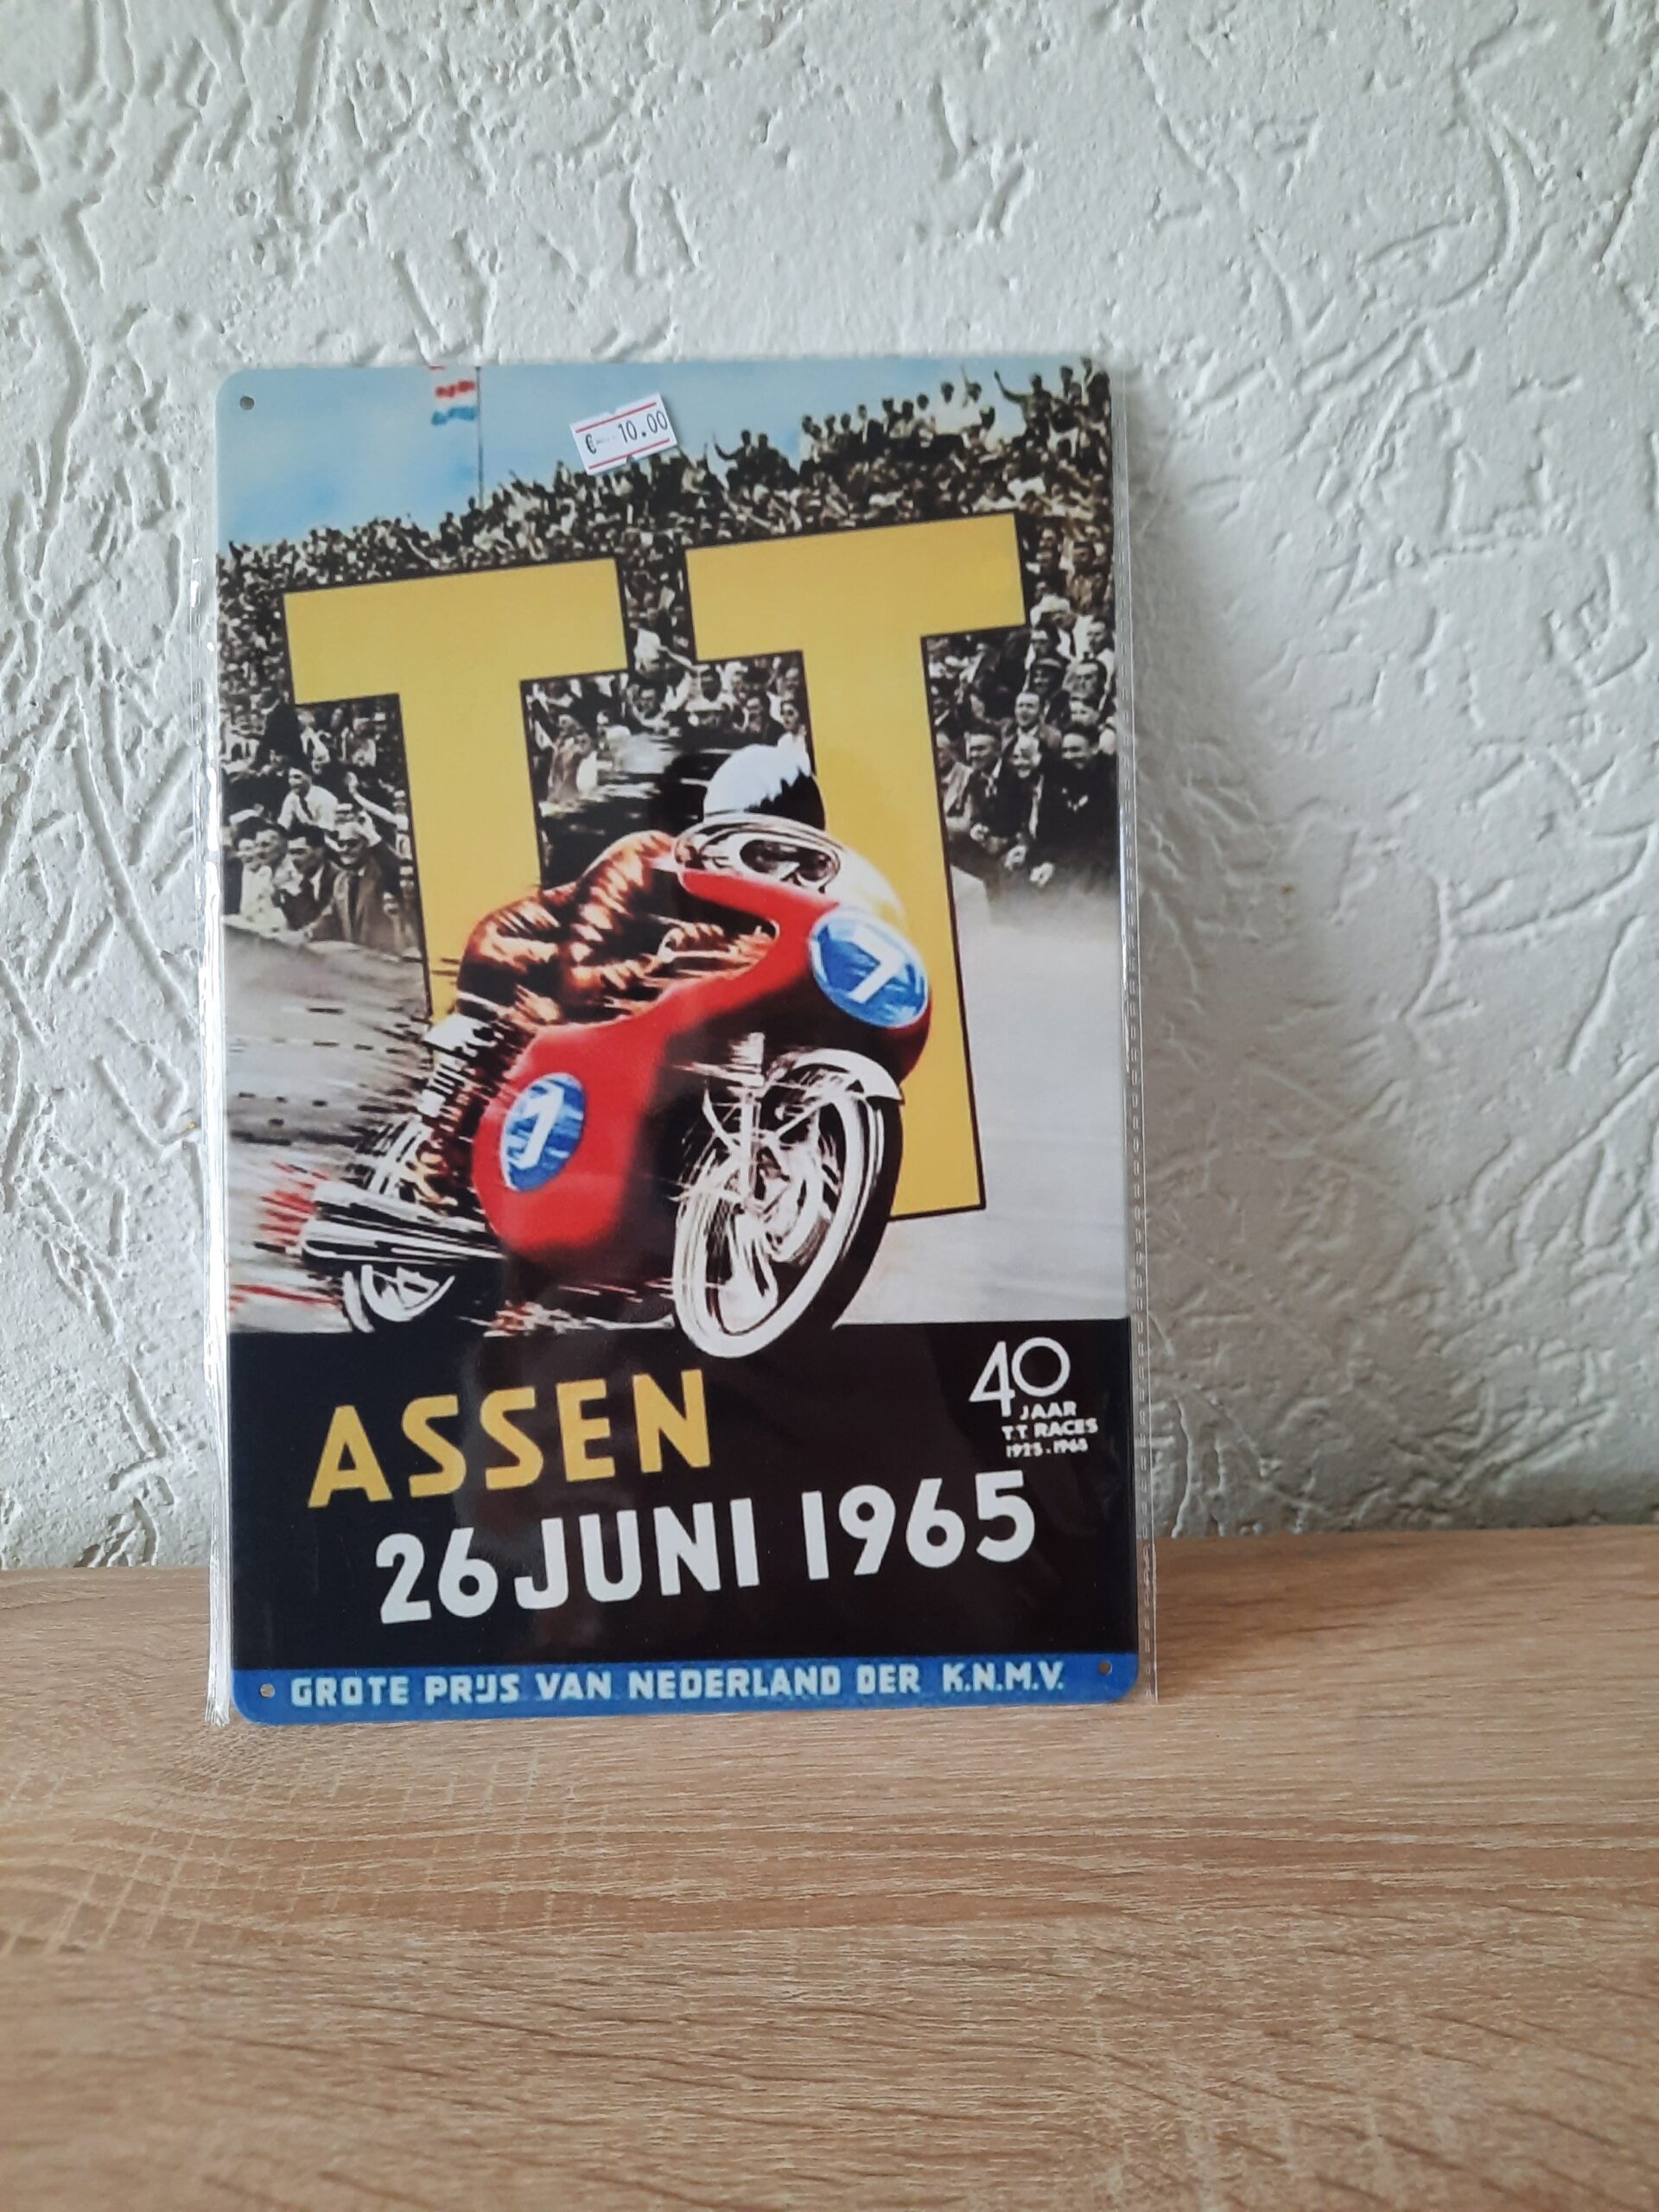 € 10.00
TT
7
7
40
JAAR
T.T RACES
1925-1965
ASSEN
26 JUNI 1965
GROTE PRIJS VAN NEDERLAND DER K.N.M.V.